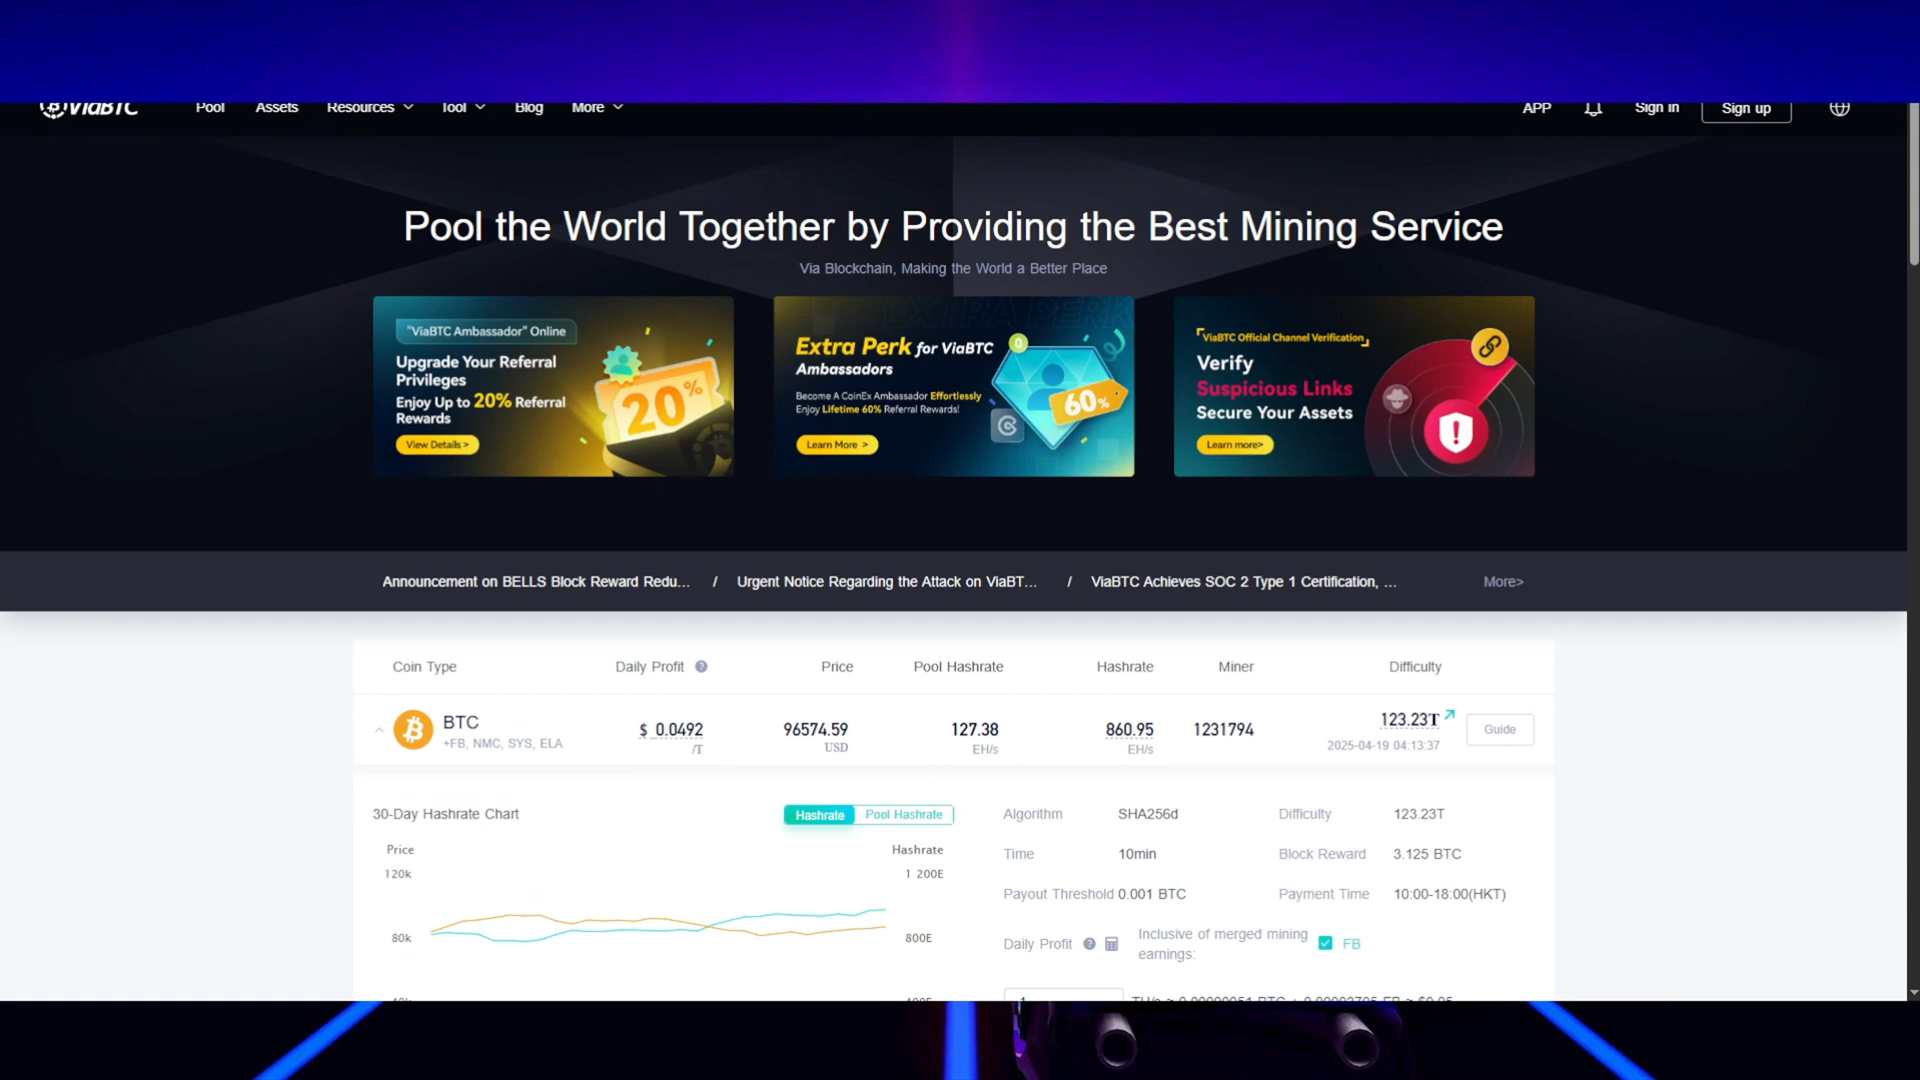 ViaBTC
Pool Assets Resources Tool Blog More APP Sign in Sign up
Pool the World Together by Providing the Best Mining Service
Via Blockchain, Making the World a Better Place
"ViaBTC Ambassador" Online
Upgrade Your Referral
Privileges
Enjoy Up to 20% Referral
Rewards
View Details >
20%
EXTRA PERK
Extra Perk for ViaBTC
Ambassadors
Become A CoinEx Ambassador Effortlessly
Enjoy Lifetime 60% Referral Rewards!
Learn More >
60%
ViaBTC Official Channel Verification
Verify
Suspicious Links
Secure Your Assets
Learn more>
Announcement on BELLS Block Reward Redu... / Urgent Notice Regarding the Attack on ViaBT... / ViaBTC Achieves SOC 2 Type 1 Certification, ... More>
Coin Type Daily Profit ? Price Pool Hashrate Hashrate Miner Difficulty
BTC $ 0.0492 96574.59 127.38 860.95 1231794 123.23T Guide
+FB, NMC, SYS, ELA /T USD EH/s EH/s 2025-04-19 04:13:37
30-Day Hashrate Chart Hashrate Pool Hashrate
Price Hashrate
120k 1 200E
80k 800E
Algorithm SHA256d Difficulty 123.23T
Time 10min Block Reward 3.125 BTC
Payout Threshold 0.001 BTC Payment Time 10:00-18:00(HKT)
Daily Profit ? Inclusive of merged mining
earnings: FB